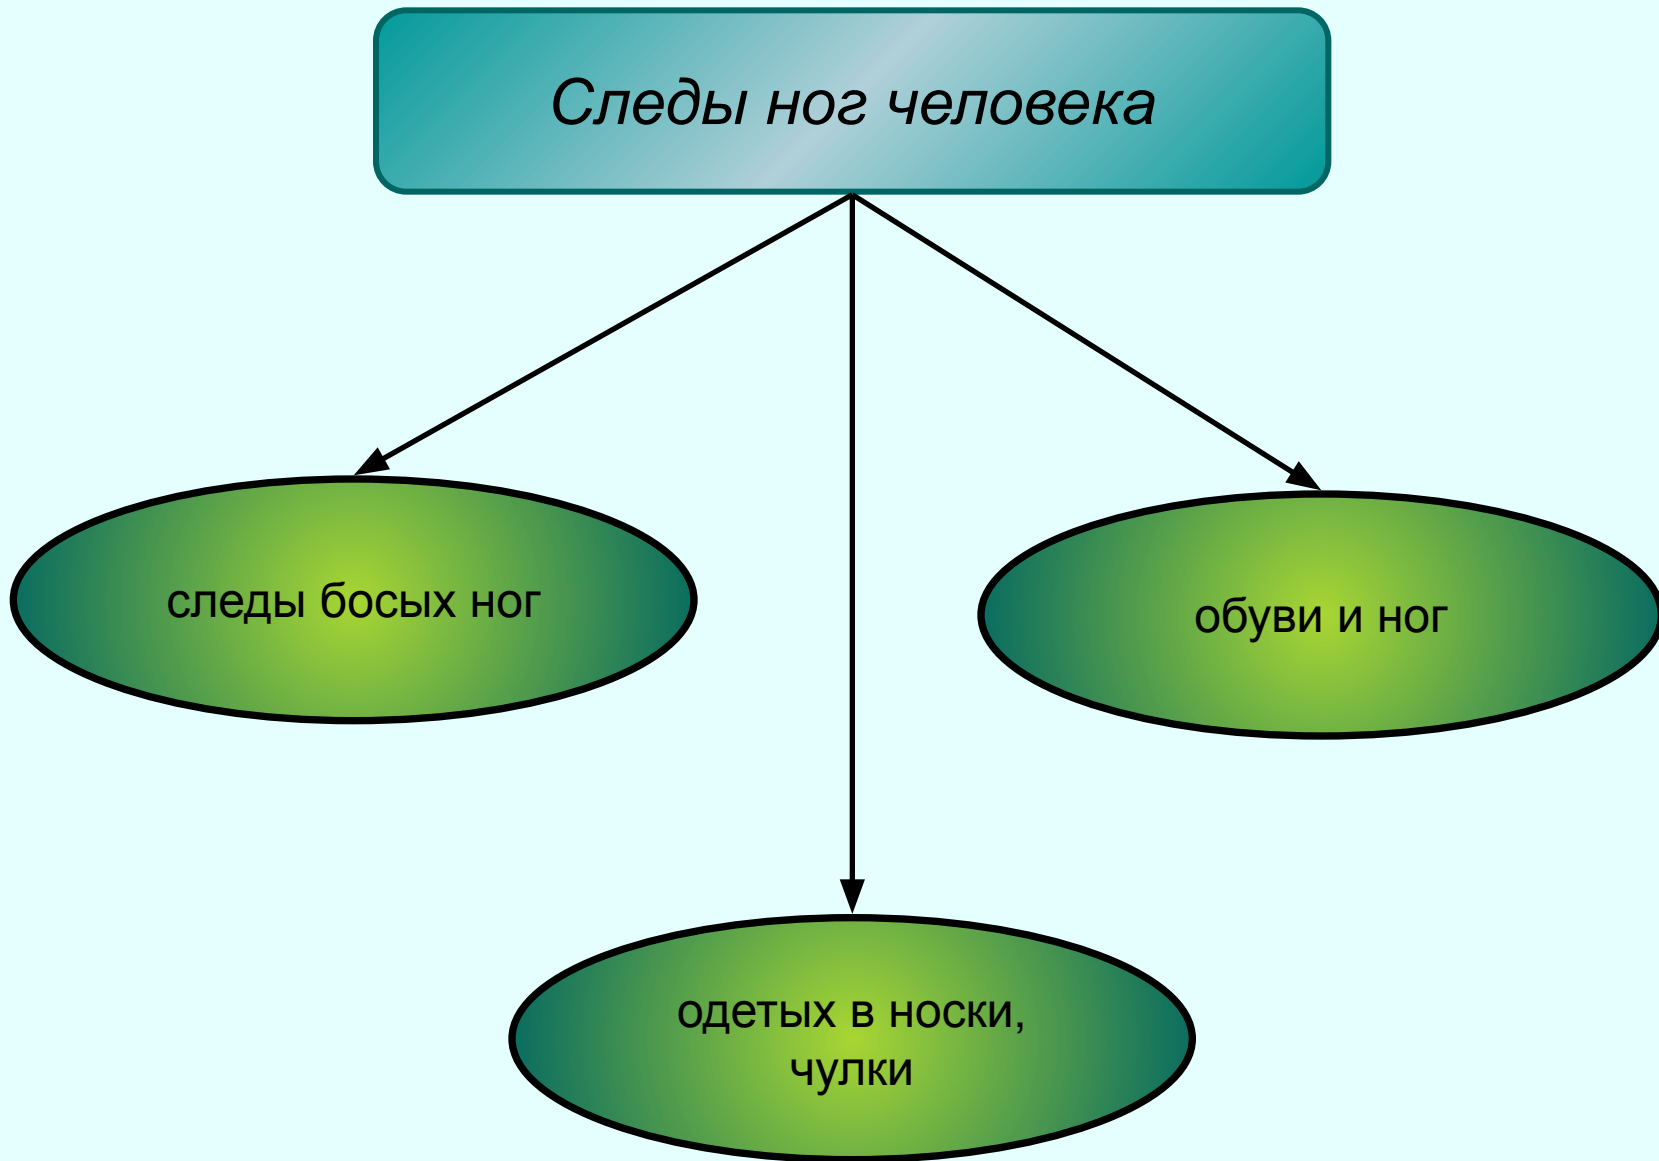 Следы ног человека
следы босых ног
обуви и ног
одетых в носки,
чулки